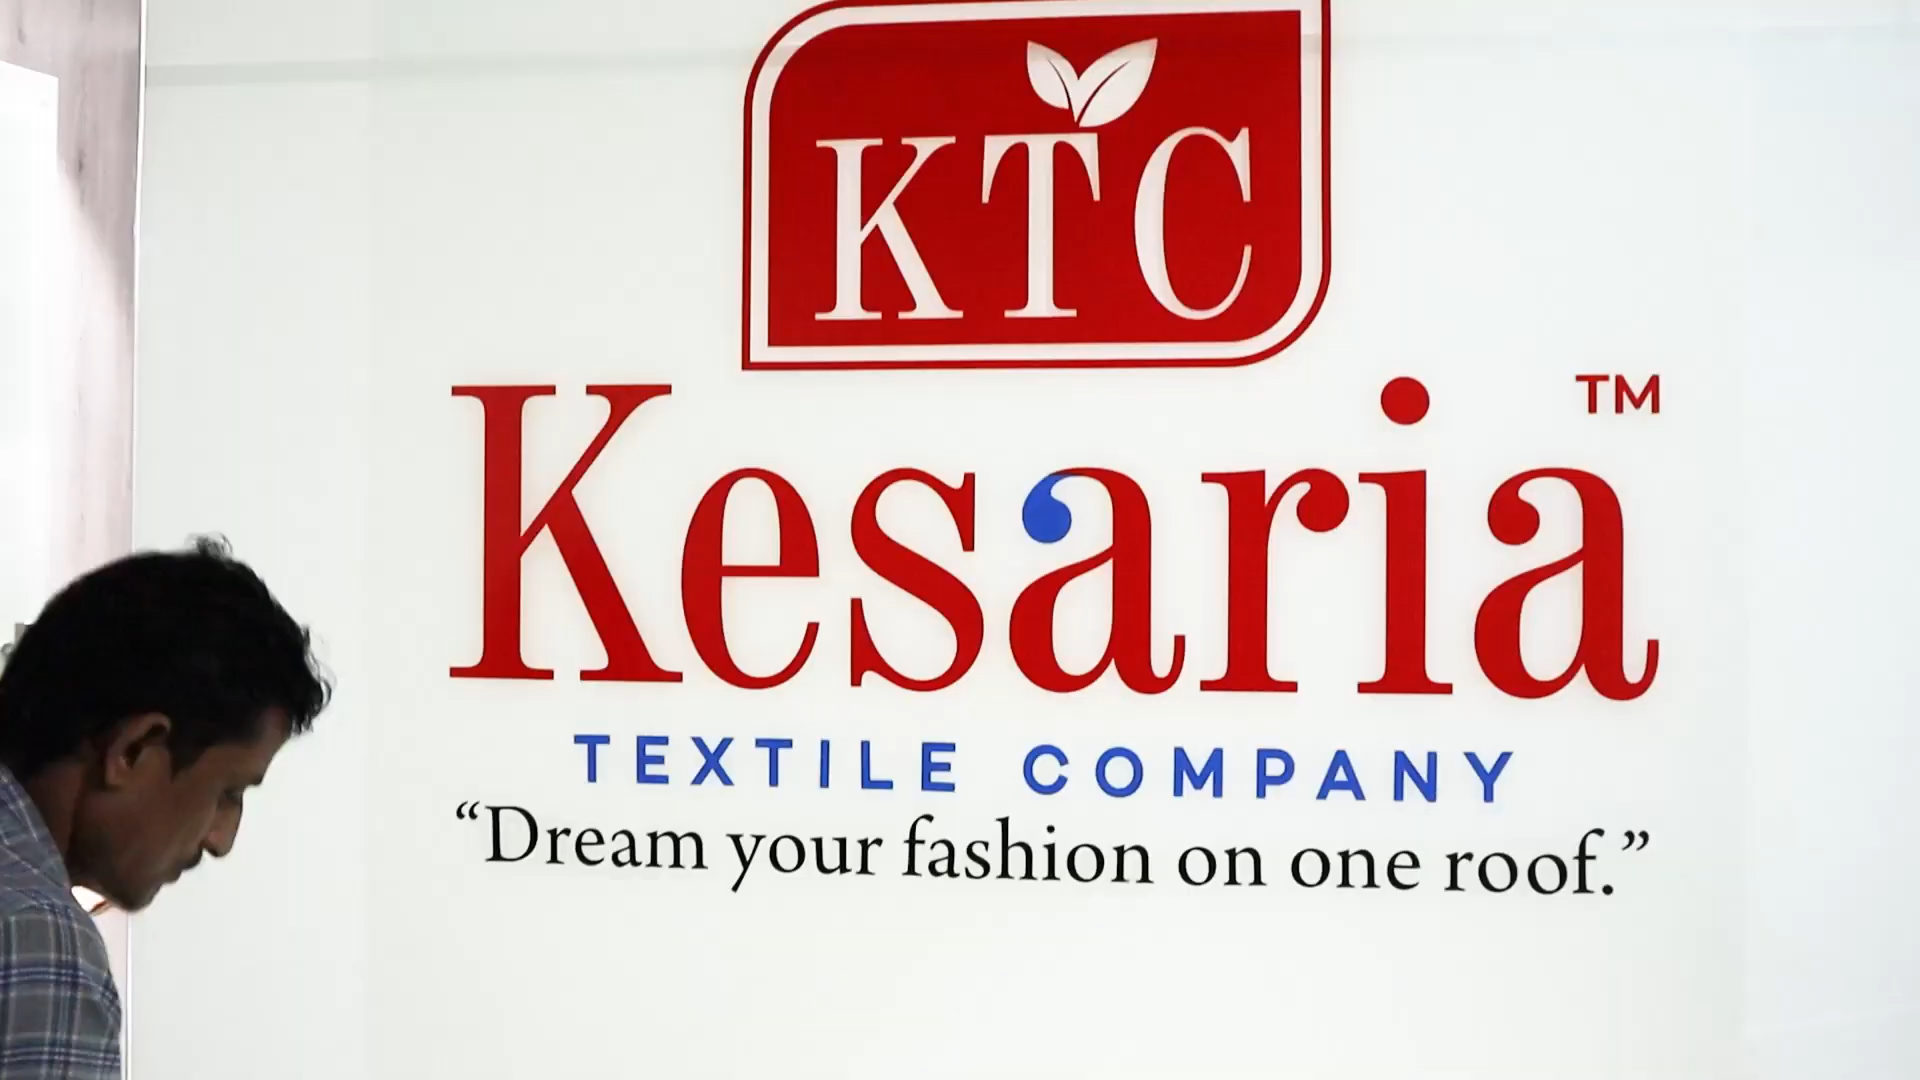 KTC
Kesaria™
TEXTILE COMPANY
“Dream your fashion on one roof.”